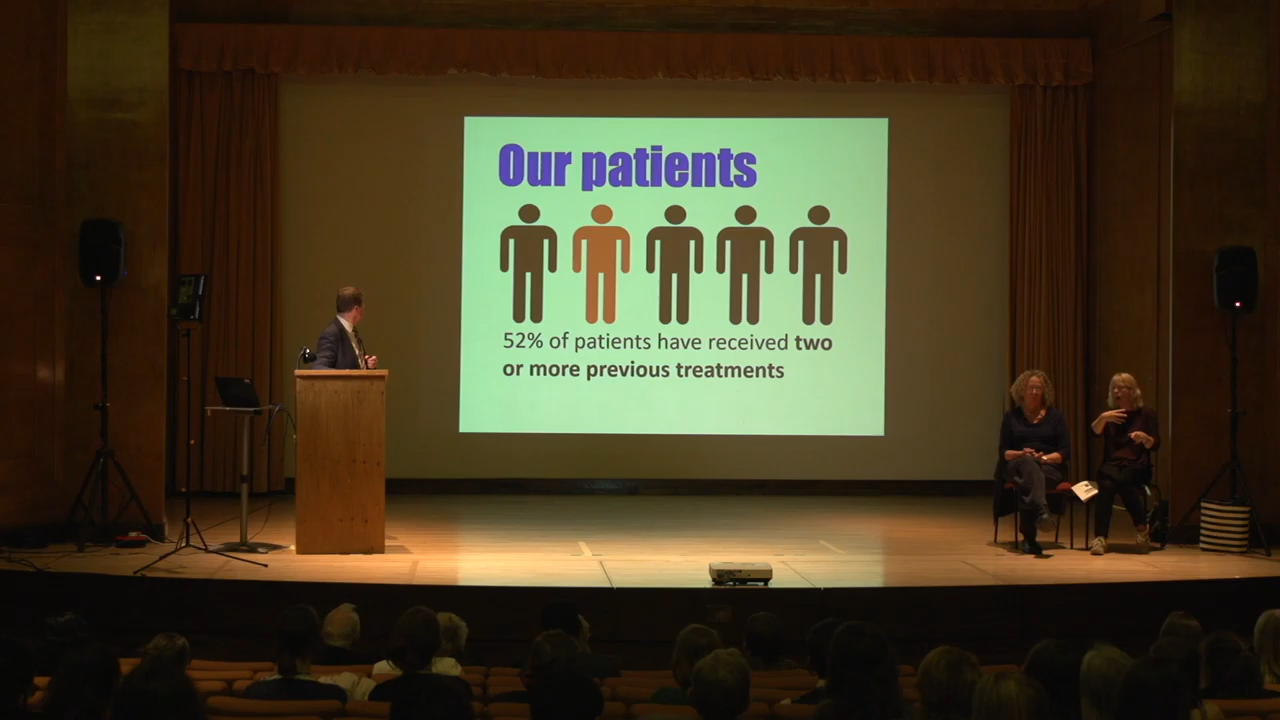 Our patients
52% of patients have received two
or more previous treatments